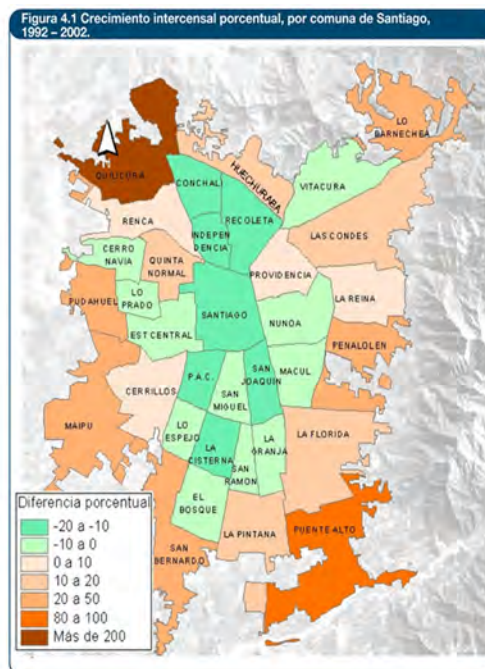 Figura 4.1 Crecimiento intercensal porcentual, por comuna de Santiago,
1992 – 2002.
LO
BARNECHEA
QUILICURA
CONCHALI
HUECHURABA
VITACURA
RENCA
RECOLETA
INDEPEN
DENCIA
LAS CONDES
CERRO
NAVIA
QUINTA
NORMAL
PROVIDENCIA
LO
PRADO
PUDAHUEL
LA REINA
SANTIAGO
EST CENTRAL
NUNOA
PENALOLEN
P.A.C.
SAN
JOAQUIN
MACUL
CERRILLOS
SAN
MIGUEL
MAIPU
LO
ESPEJO
LA
CISTERNA
LA
GRANJA
LA FLORIDA
SAN
RAMON
EL
BOSQUE
LA PINTANA
PUENTE ALTO
SAN
BERNARDO
Diferencia porcentual
-20 a -10
-10 a 0
0 a 10
10 a 20
20 a 50
80 a 100
Más de 200